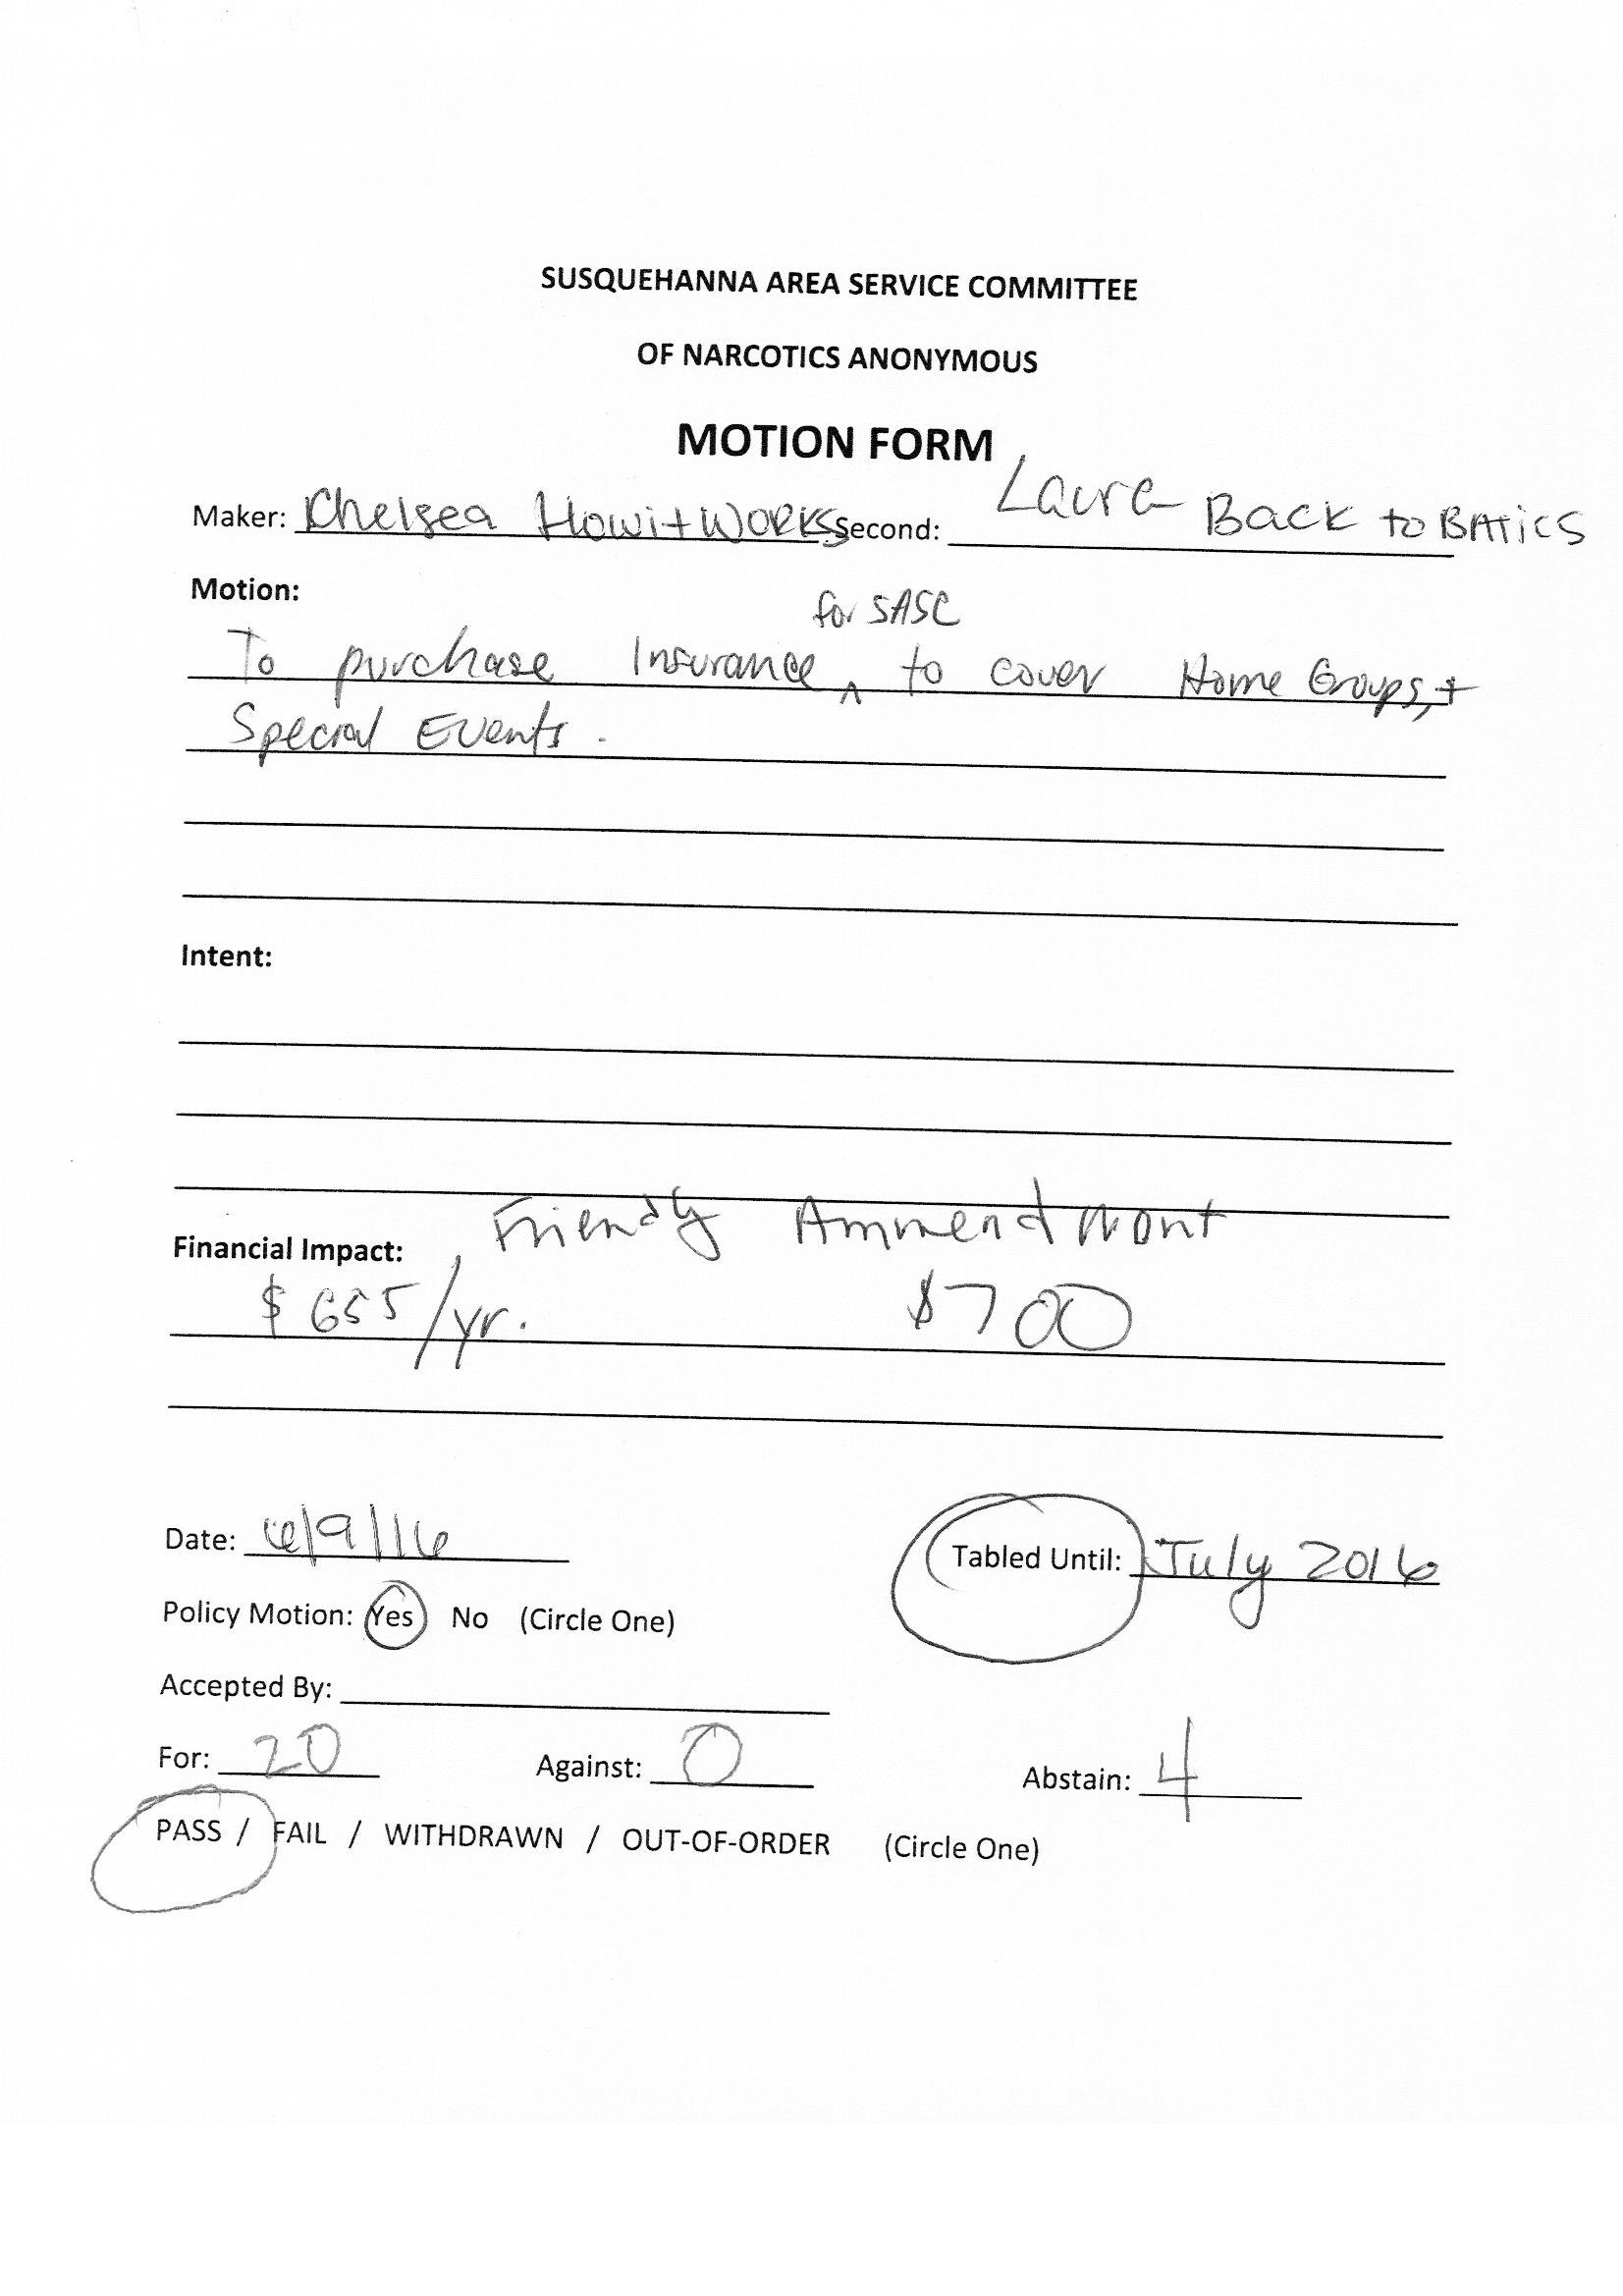 SUSQUEHANNA AREA SERVICE COMMITTEE
OF NARCOTICS ANONYMOUS
MOTION FORM
Maker: Chelsea HowitWORKS Second: Laura Back to BASics
Motion:
for SASC
To purchase Insurance ^ to cover Home Groups, +
Special Events.
Intent:
Friendly Ammendment
Financial Impact:
$655/yr. $700
Date: 6/9/16 Tabled Until: July 2016
Policy Motion: Yes No (Circle One)
Accepted By:
For: 20 Against: 0 Abstain: 4
PASS / FAIL / WITHDRAWN / OUT-OF-ORDER (Circle One)